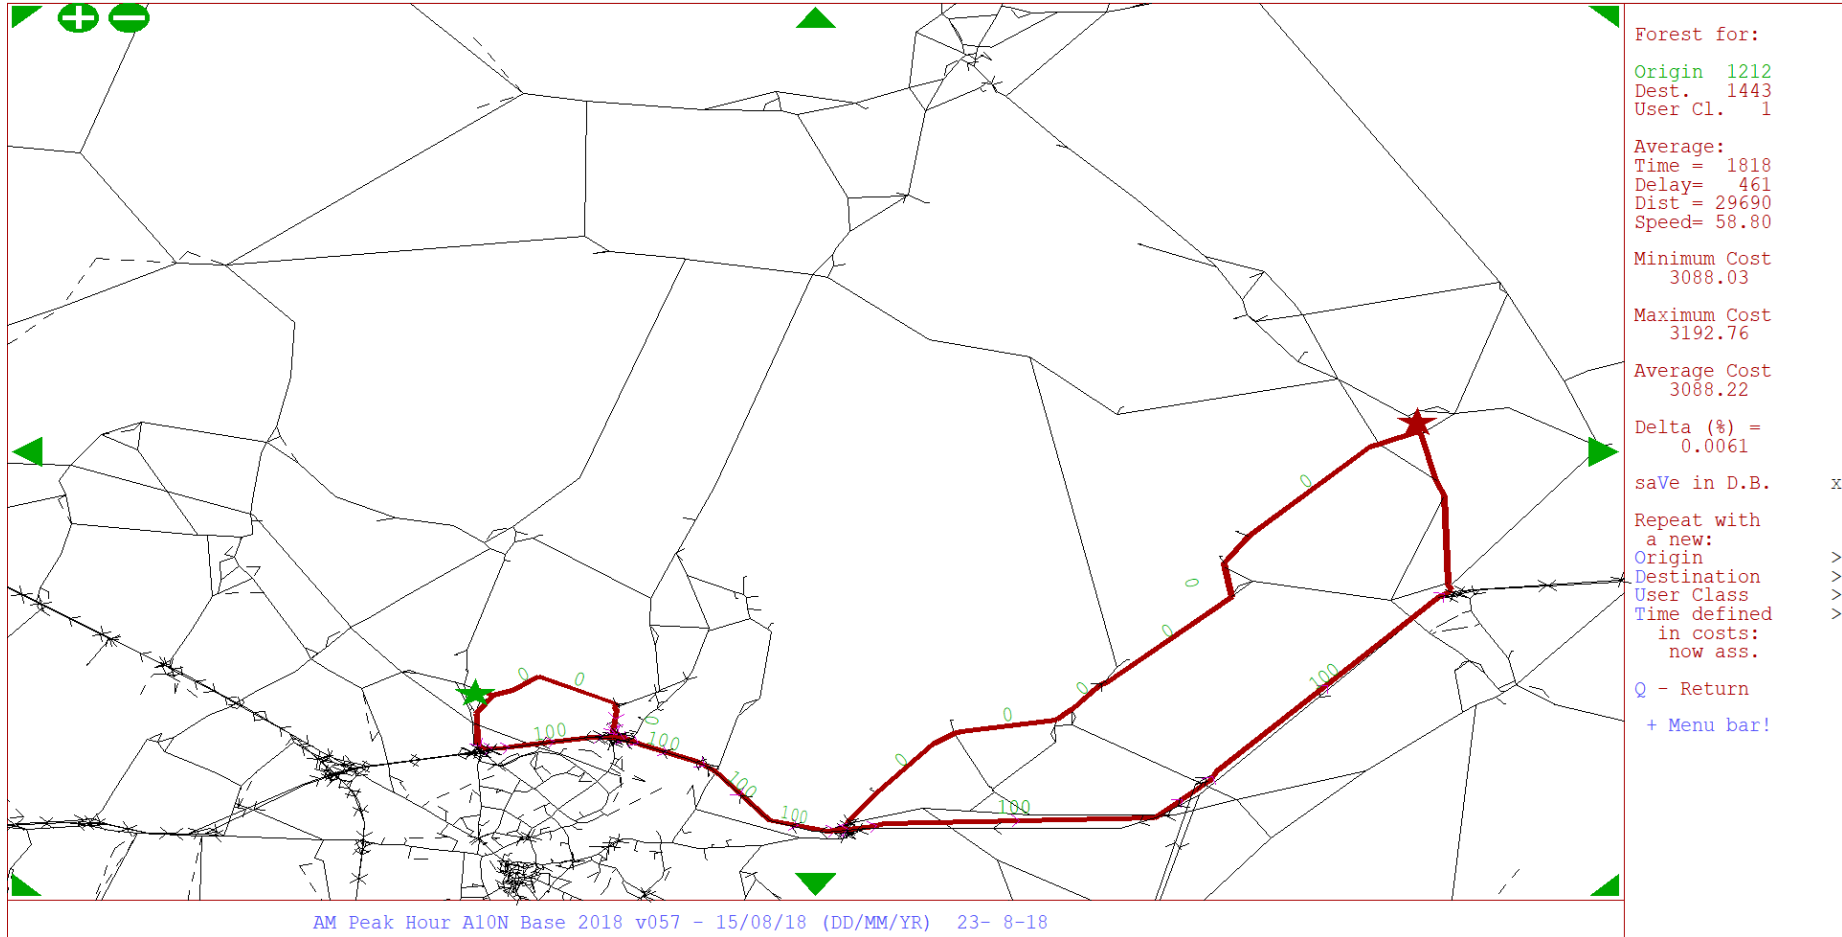 Forest for:
Origin 1212
Dest. 1443
User Cl. 1
Average:
Time = 1818
Delay= 461
Dist = 29690
Speed= 58.80
Minimum Cost
3088.03
Maximum Cost
3192.76
Average Cost
3088.22
Delta (%) =
0.0061
saVe in D.B. x
Repeat with
a new:
Origin >
Destination >
User Class >
Time defined >
in costs:
now ass.
Q - Return
+ Menu bar!
0
0
0
0
0
100
0
0
0
100
0
100
0
100
100
100
AM Peak Hour A10N Base 2018 v057 - 15/08/18 (DD/MM/YR) 23- 8-18